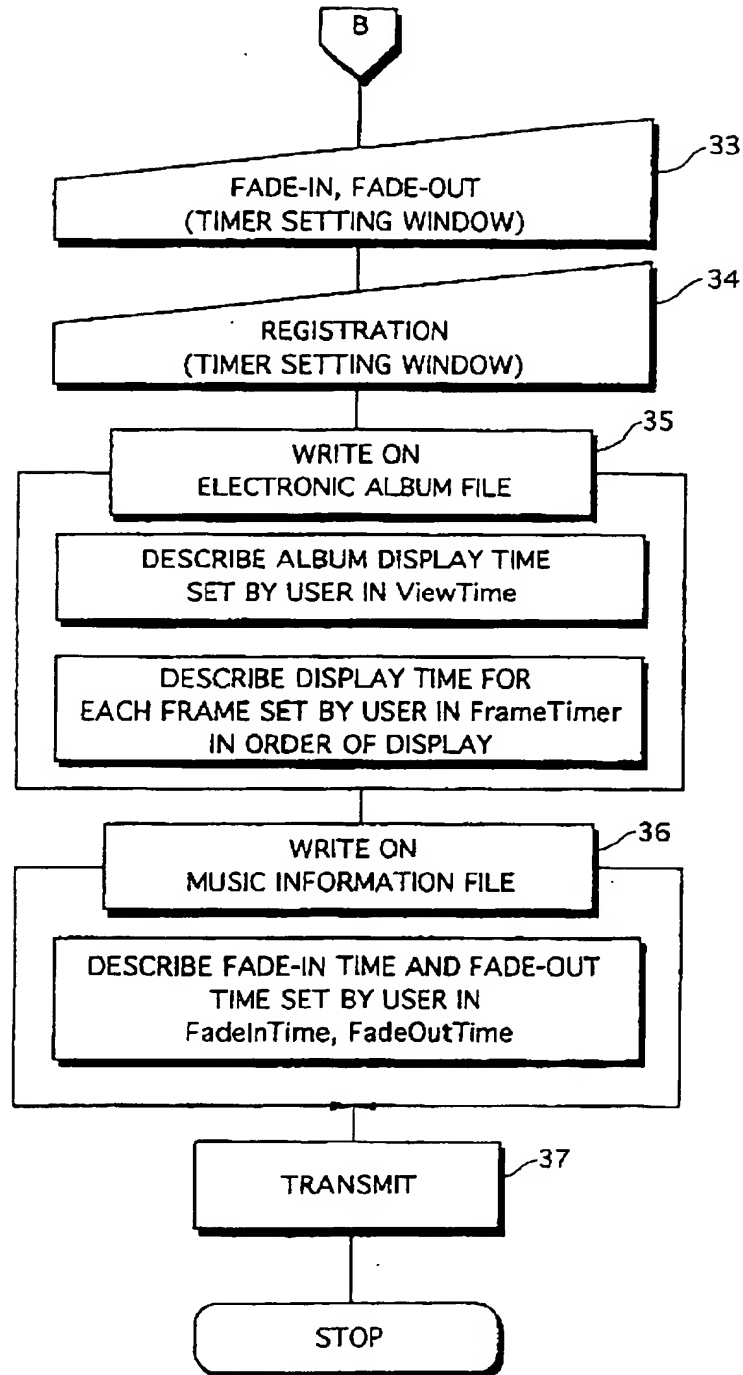 B
33
FADE-IN, FADE-OUT
(TIMER SETTING WINDOW)
34
REGISTRATION
(TIMER SETTING WINDOW)
35
WRITE ON
ELECTRONIC ALBUM FILE
DESCRIBE ALBUM DISPLAY TIME
SET BY USER IN ViewTime
DESCRIBE DISPLAY TIME FOR
EACH FRAME SET BY USER IN FrameTimer
IN ORDER OF DISPLAY
36
WRITE ON
MUSIC INFORMATION FILE
DESCRIBE FADE-IN TIME AND FADE-OUT
TIME SET BY USER IN
FadeInTime, FadeOutTime
37
TRANSMIT
STOP